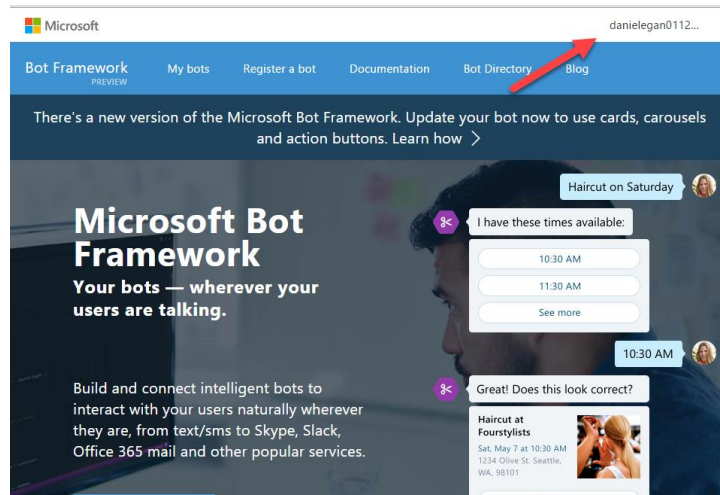 Microsoft
danielegan0112...
Bot Framework
PREVIEW
My bots
Register a bot
Documentation
Bot Directory
Blog
There's a new version of the Microsoft Bot Framework. Update your bot now to use cards, carousels
and action buttons. Learn how >
Microsoft Bot
Framework
Your bots — wherever your
users are talking.
Build and connect intelligent bots to
interact with your users naturally wherever
they are, from text/sms to Skype, Slack,
Office 365 mail and other popular services.
Haircut on Saturday
I have these times available:
10:30 AM
11:30 AM
See more
10:30 AM
Great! Does this look correct?
Haircut at
Fourstylists
Sat, May 7 at 10:30 AM
1234 Olive St. Seattle,
WA, 98101